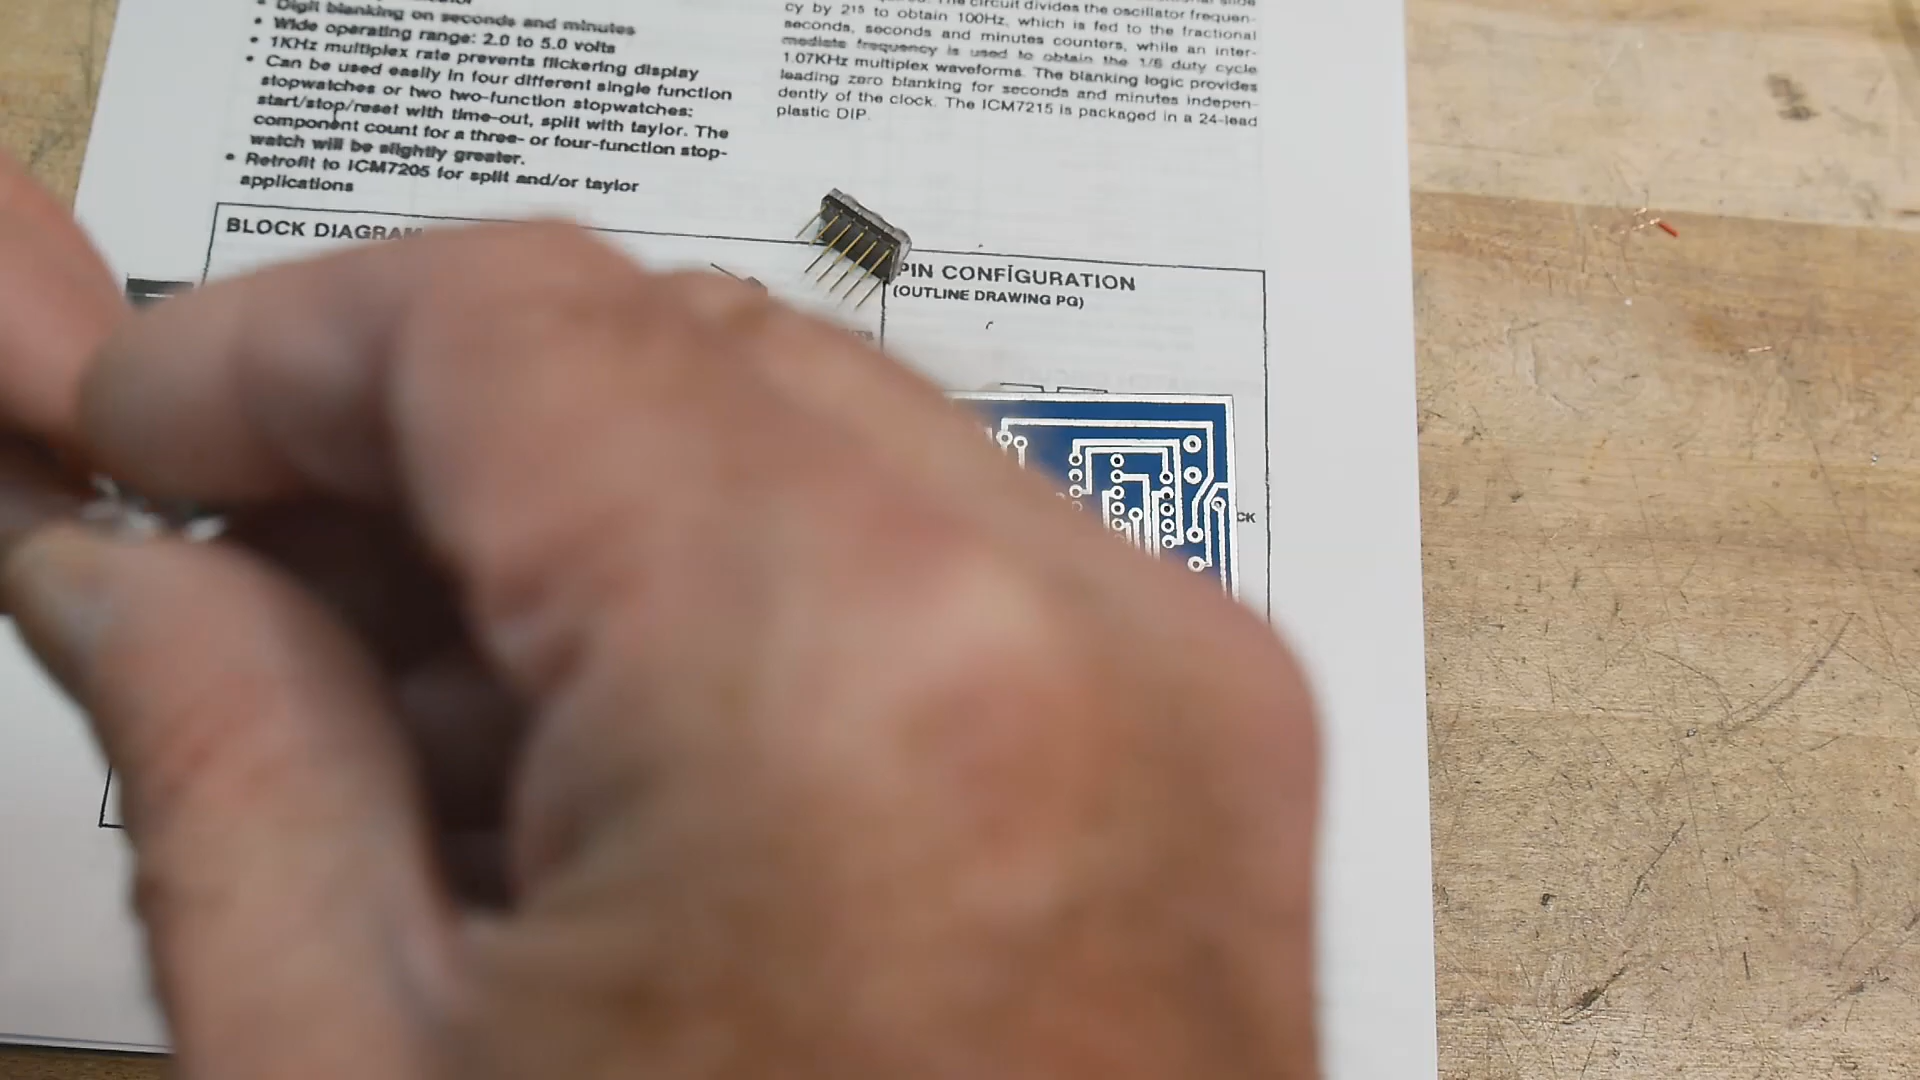 • Digit blanking on seconds and minutes
• Wide operating range: 2.0 to 5.0 volts
• 1KHz multiplex rate prevents flickering display
• Can be used easily in four different single function
stopwatches or two two-function stopwatches:
start/stop/reset with time-out, split with taylor. The
component count for a three- or four-function stop-
watch will be slightly greater.
• Retrofit to ICM7205 for split and/or taylor
applications
The circuit divides the oscillator frequen-
cy by 215 to obtain 100Hz, which is fed to the fractional
seconds, seconds and minutes counters, while an inter-
mediate frequency is used to obtain the 1/6 duty cycle
1.07KHz multiplex waveforms. The blanking logic provides
leading zero blanking for seconds and minutes indepen-
dently of the clock. The ICM7215 is packaged in a 24-lead
plastic DIP.
BLOCK DIAGRAM
PIN CONFIGURATION
(OUTLINE DRAWING PG)
CK